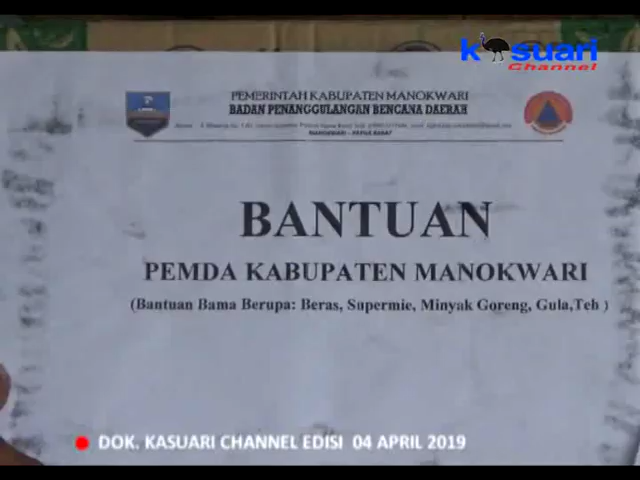 kasuari
Channel
PEMERINTAH KABUPATEN MANOKWARI
BADAN PENANGGULANGAN BENCANA DAERAH
MANOKWARI - PAPUA BARAT
BANTUAN
PEMDA KABUPATEN MANOKWARI
(Bantuan Bama Berupa: Beras, Supermie, Minyak Goreng, Gula,Teh )
DOK. KASUARI CHANNEL EDISI 04 APRIL 2019